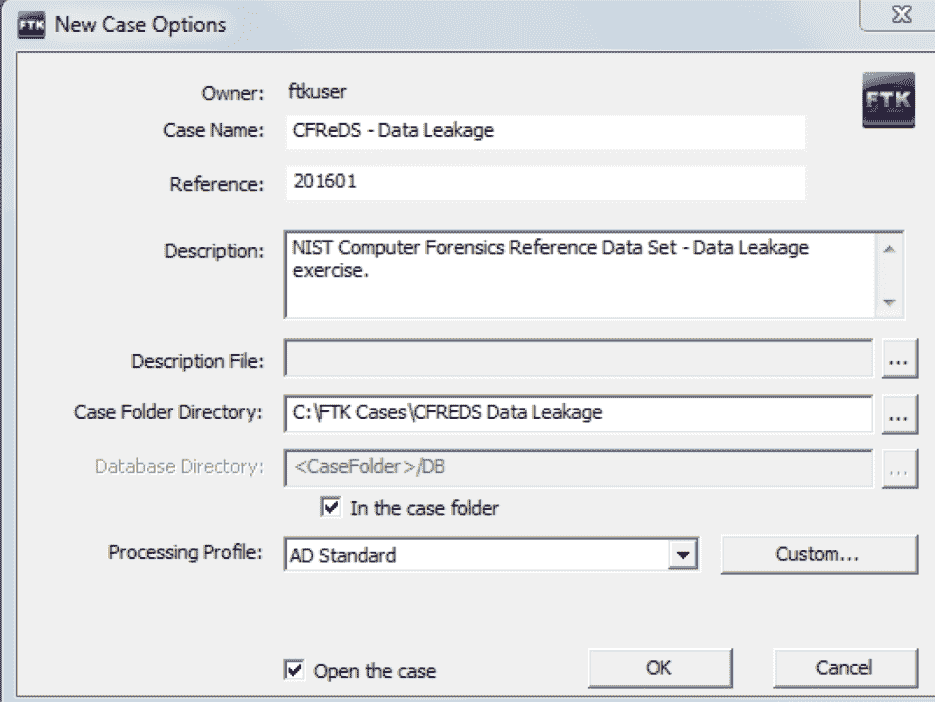 FTK New Case Options
Owner: ftkuser
FTK
Case Name: CFReDS - Data Leakage
Reference: 201601
Description: NIST Computer Forensics Reference Data Set - Data Leakage
exercise.
Description File: ...
Case Folder Directory: C:\FTK Cases\CFREDS Data Leakage ...
Database Directory: <CaseFolder>/DB ...
In the case folder
Processing Profile: AD Standard Custom...
Open the case OK Cancel